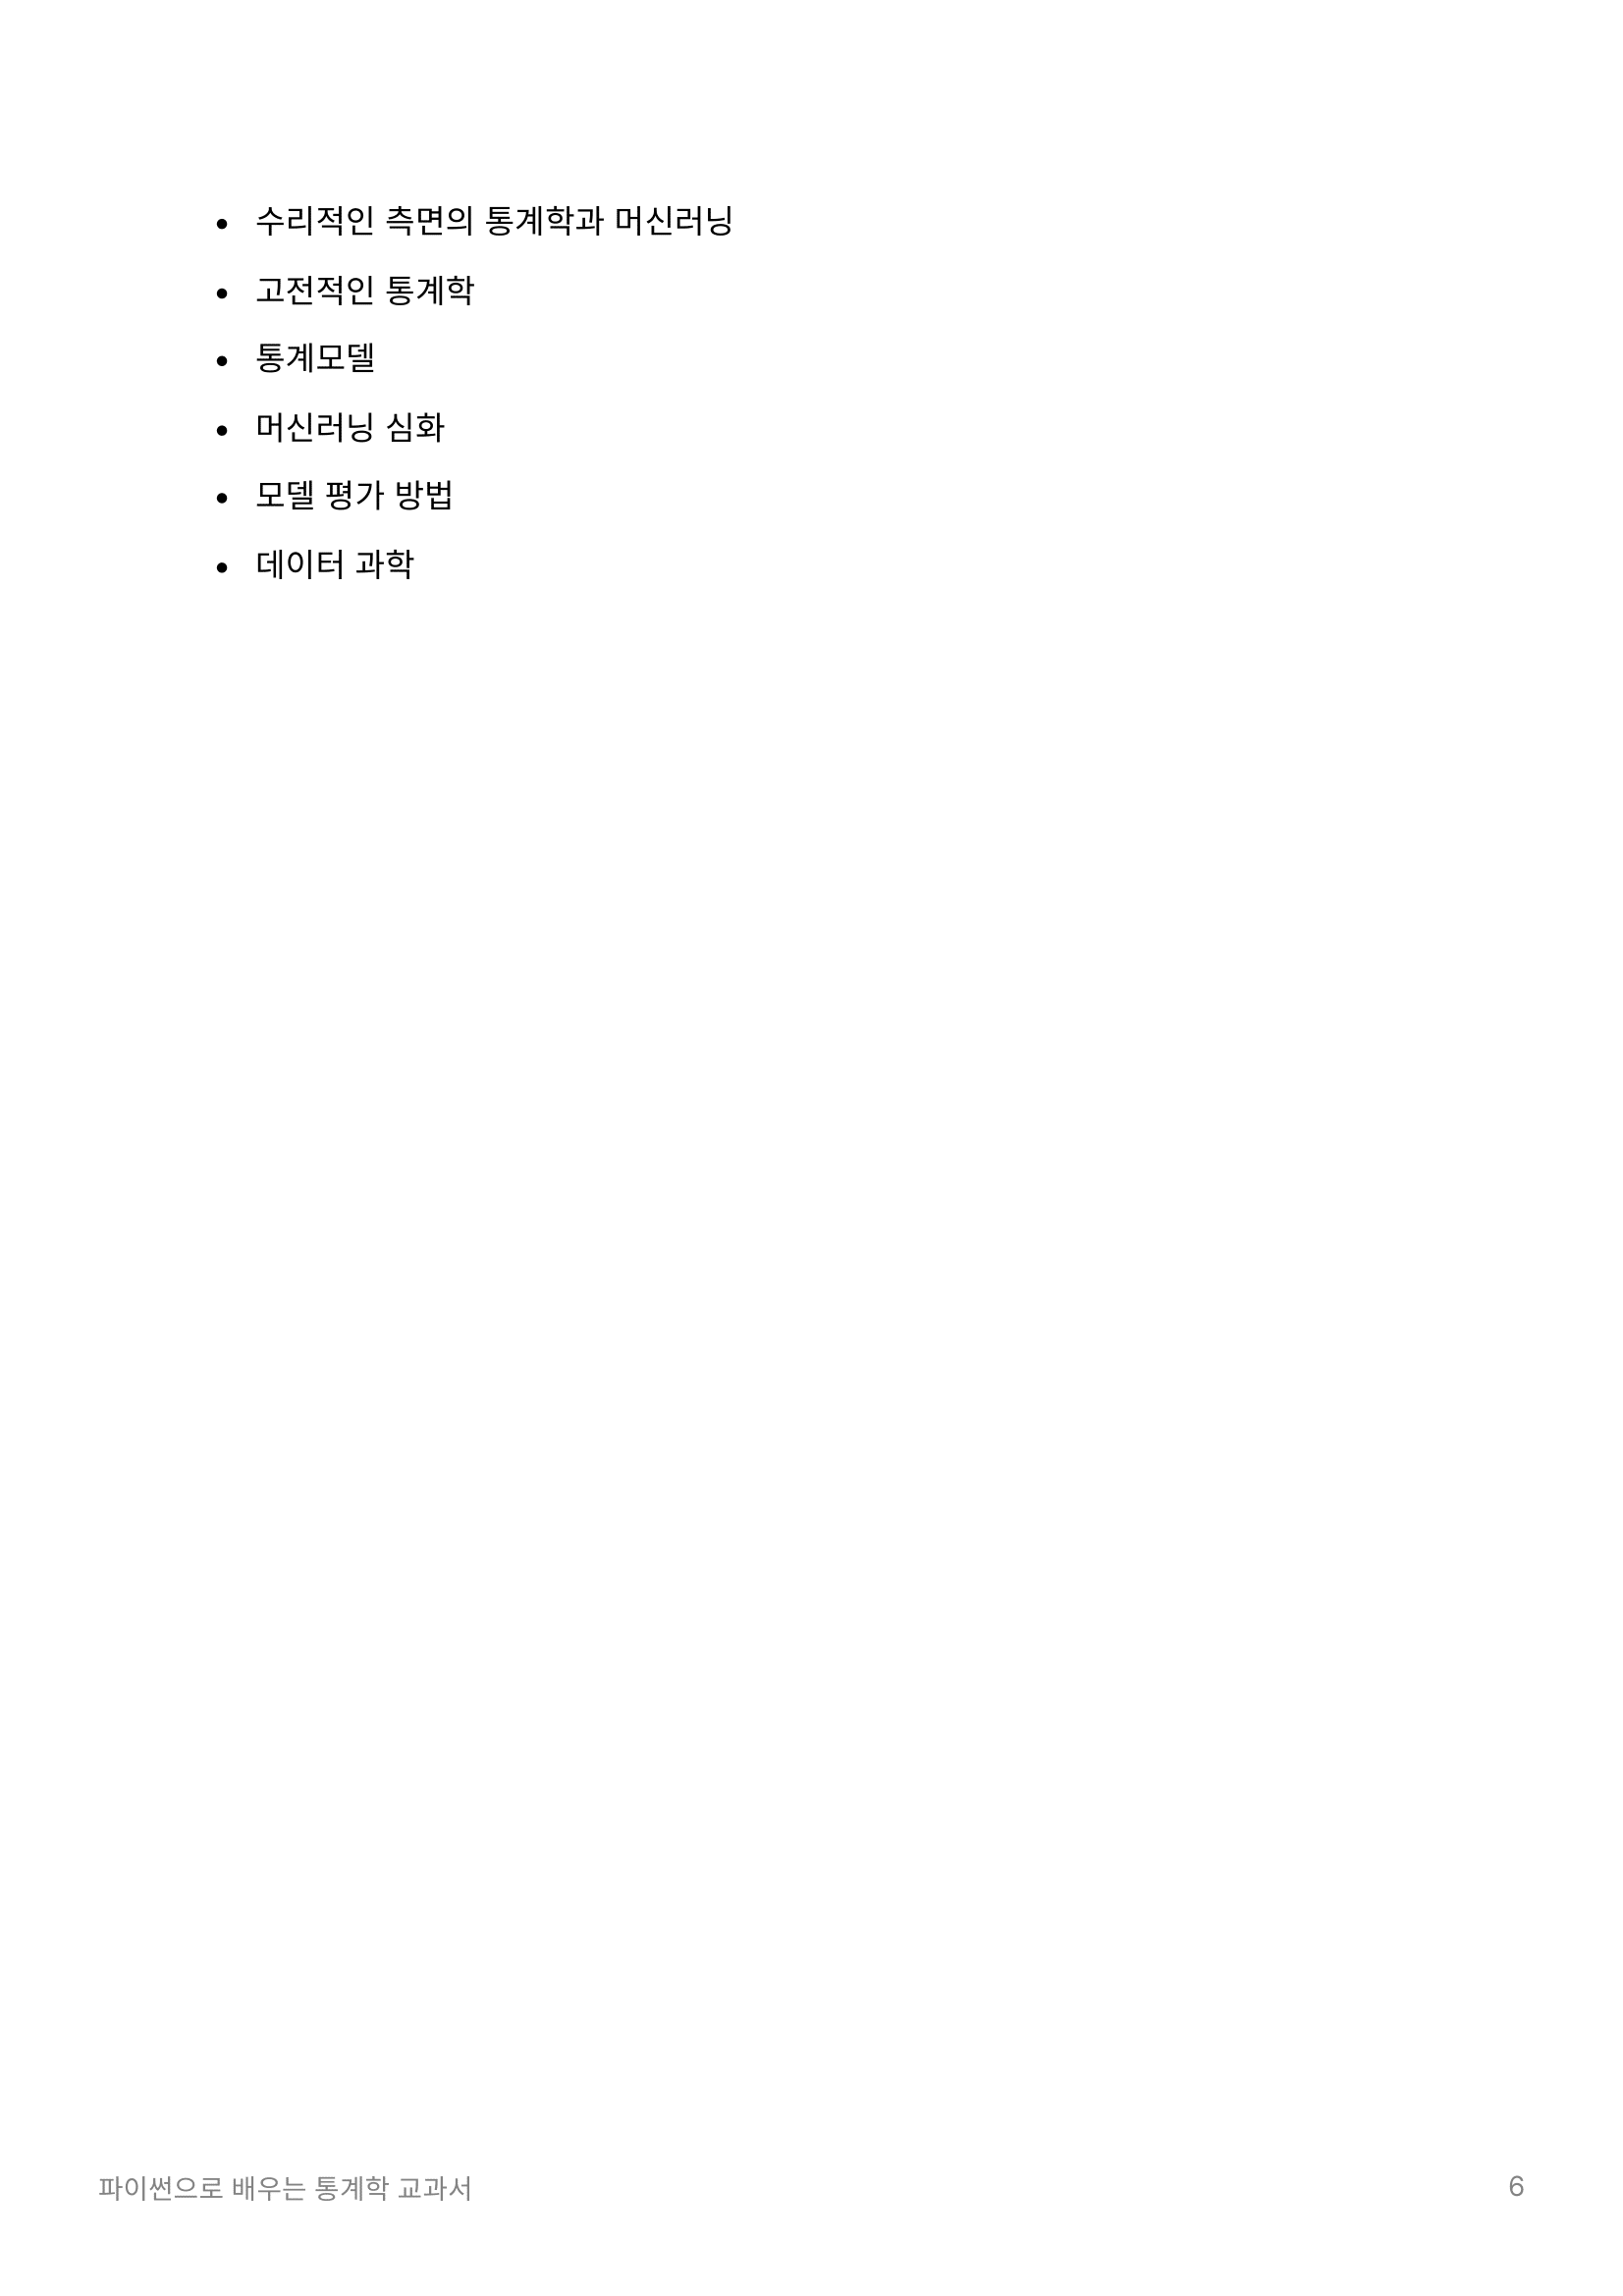 • 수리적인 측면의 통계학과 머신러닝
• 고전적인 통계학
• 통계모델
• 머신러닝 심화
• 모델 평가 방법
• 데이터 과학
파이썬으로 배우는 통계학 교과서 6